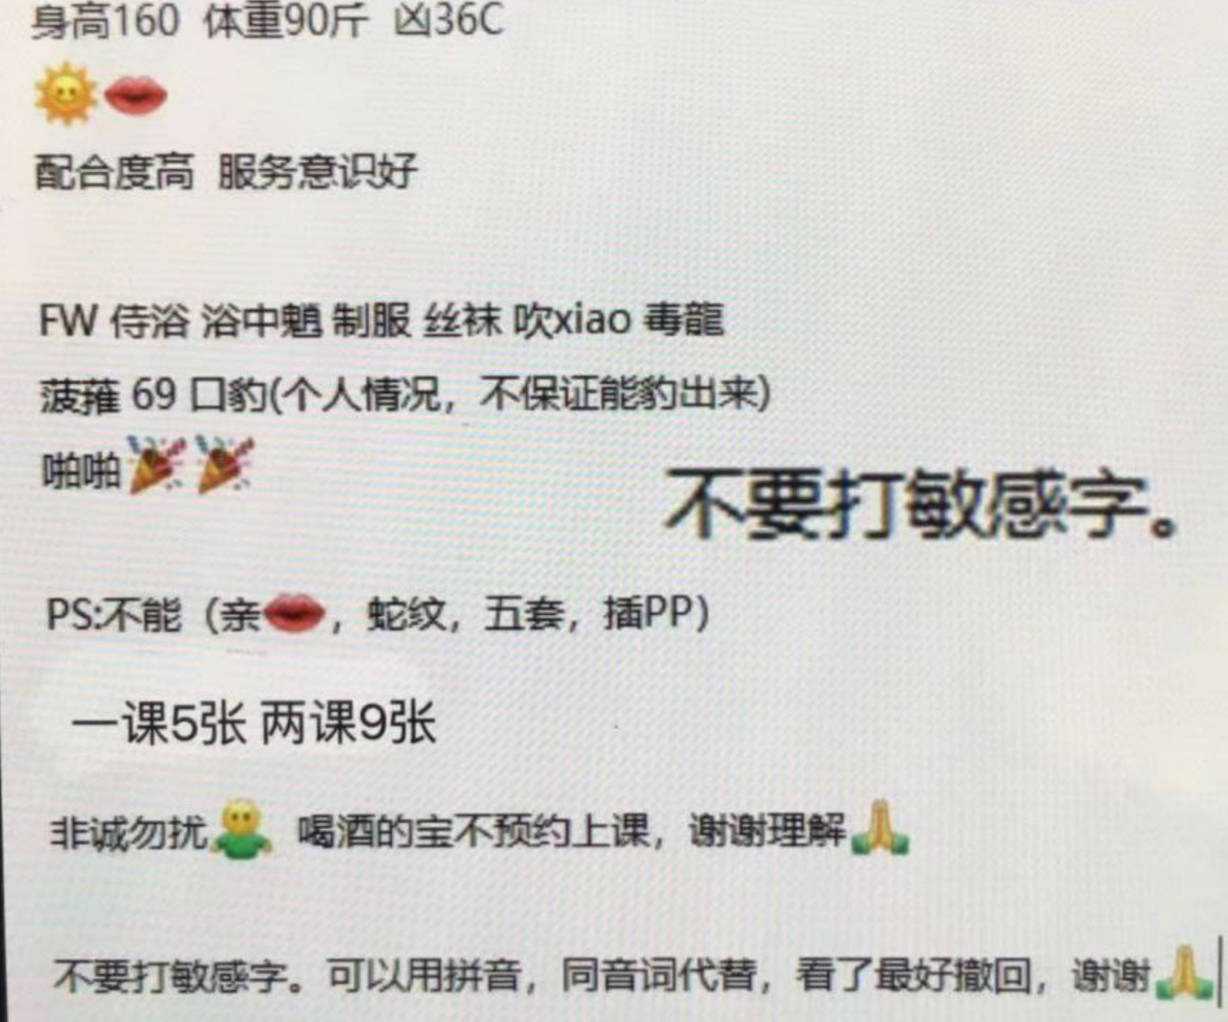 身高160 体重90斤 凶36C
🌞👄
配合度高 服务意识好
FW 侍浴 浴中魈 制服 丝袜 吹xiao 毒龍
菠蓷 69 口豹(个人情况，不保证能豹出来)
啪啪🎉🎉
不要打敏感字。
PS:不能（亲👄，蛇纹，五套，插PP）
一课5张 两课9张
非诚勿扰 喝酒的宝不预约上课，谢谢理解🙏
不要打敏感字。可以用拼音，同音词代替，看了最好撤回，谢谢🙏